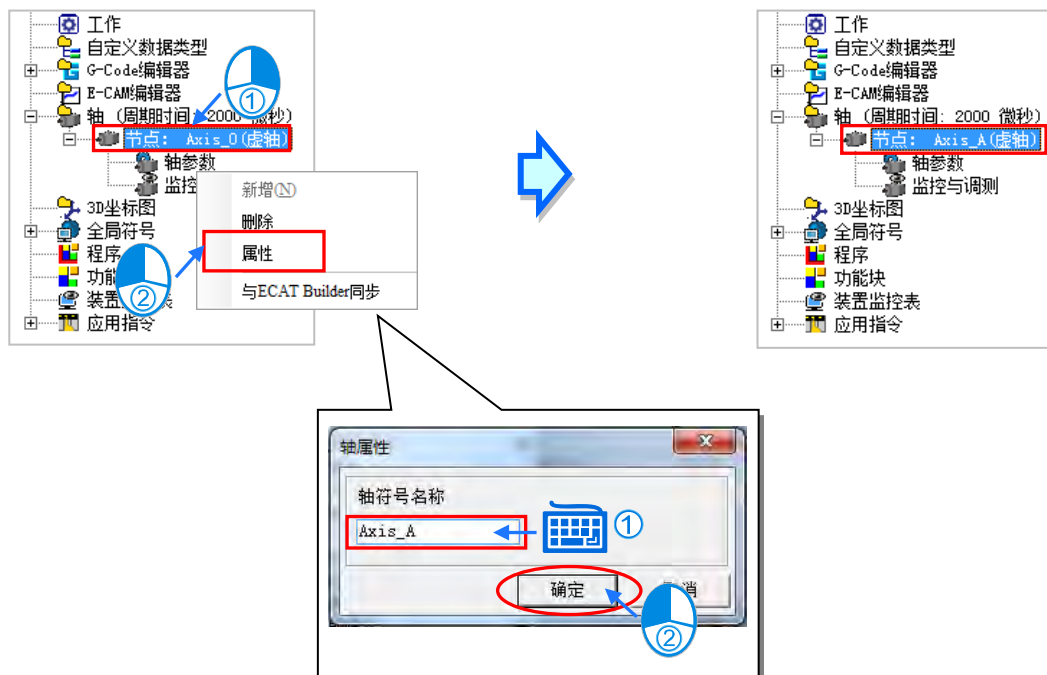 工作
自定义数据类型
G-Code编辑器
E-CAM编辑器
轴 (周期时间: 2000 微秒)
节点: Axis_0(虚轴)
轴参数
监控
3D坐标图
全局符号
程序
功能
装置
应用指令
①
②
新增(N)
删除
属性
与ECAT Builder同步
工作
自定义数据类型
G-Code编辑器
E-CAM编辑器
轴 (周期时间: 2000 微秒)
节点: Axis_A(虚轴)
轴参数
监控与调测
3D坐标图
全局符号
程序
功能块
装置监控表
应用指令
轴属性
轴符号名称
Axis_A
①
确定
消
②